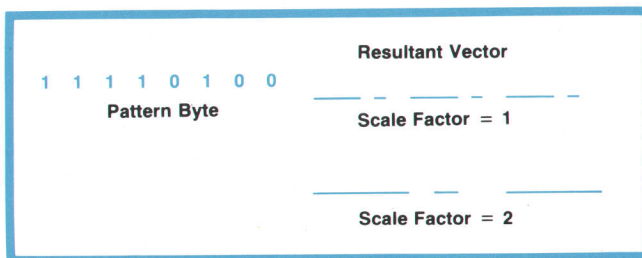 Resultant Vector
1 1 1 1 0 1 0 0
Pattern Byte
Scale Factor = 1
Scale Factor = 2